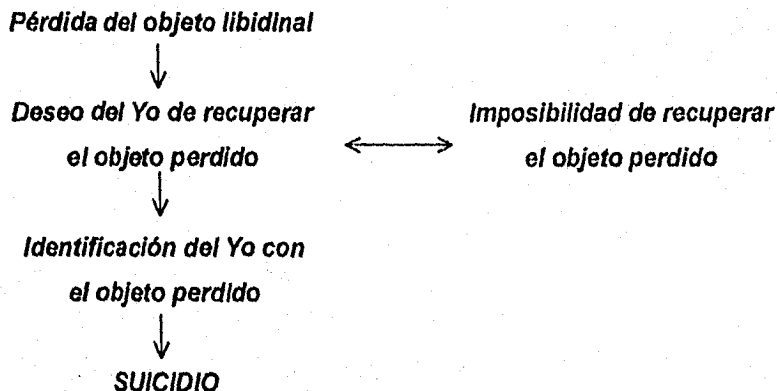 Pérdida del objeto libidinal
Deseo del Yo de recuperar
el objeto perdido
Imposibilidad de recuperar
el objeto perdido
Identificación del Yo con
el objeto perdido
SUICIDIO